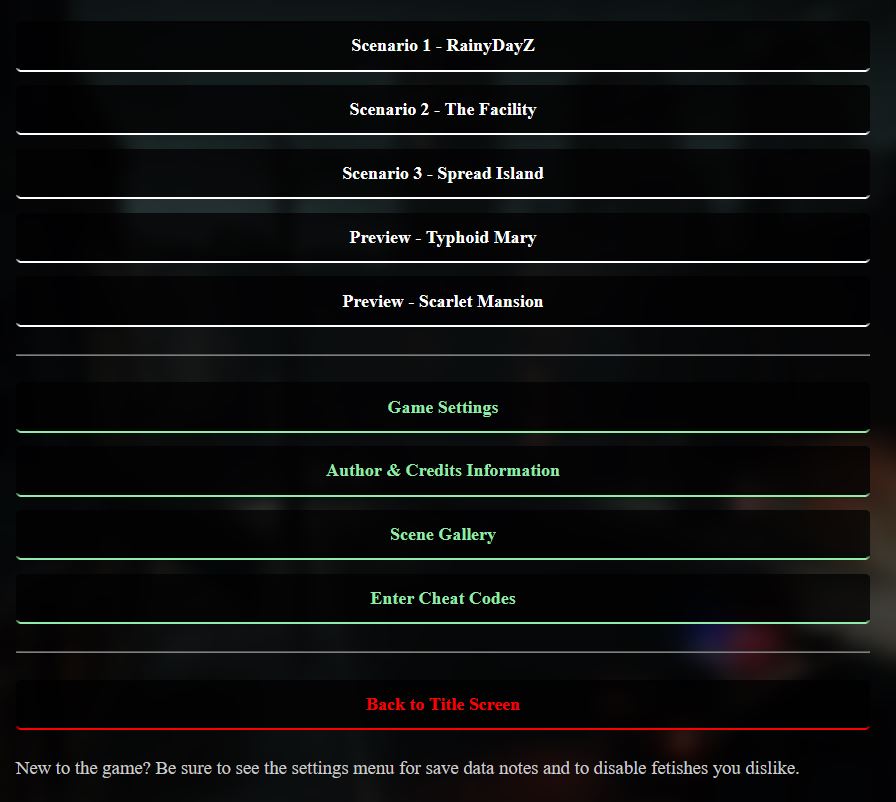 Scenario 1 - RainyDayZ
Scenario 2 - The Facility
Scenario 3 - Spread Island
Preview - Typhoid Mary
Preview - Scarlet Mansion
Game Settings
Author & Credits Information
Scene Gallery
Enter Cheat Codes
Back to Title Screen
New to the game? Be sure to see the settings menu for save data notes and to disable fetishes you dislike.